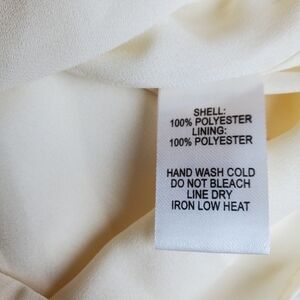 SHELL:
100% POLYESTER
LINING:
100% POLYESTER
HAND WASH COLD
DO NOT BLEACH
LINE DRY
IRON LOW HEAT